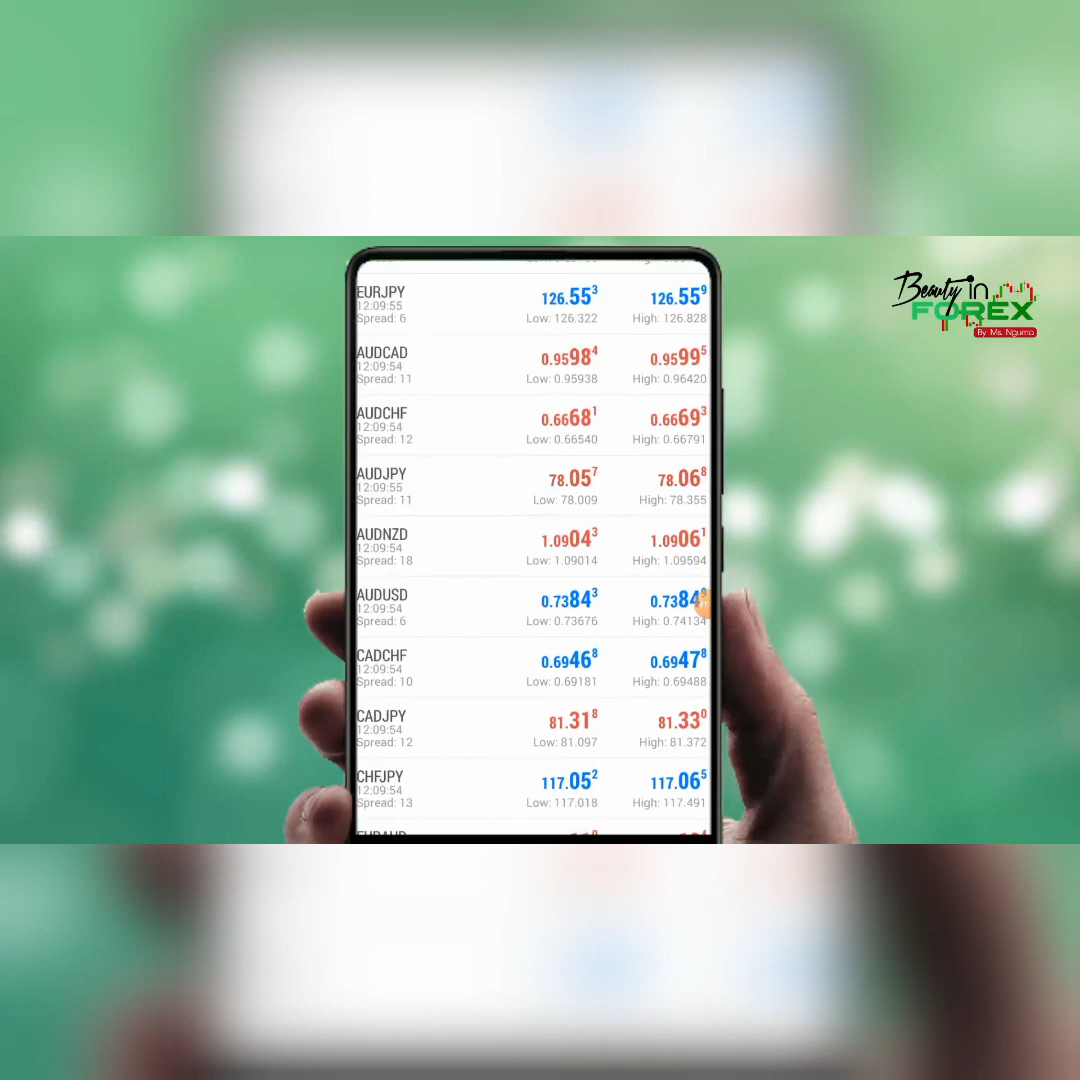 Beauty in
FOREX
By Ms. Nguma
EURJPY
12:09:55
Spread: 6
126.553
126.559
Low: 126.322
High: 126.828
AUDCAD
12:09:54
Spread: 11
0.95984
0.95995
Low: 0.95938
High: 0.96420
AUDCHF
12:09:54
Spread: 12
0.66681
0.66693
Low: 0.66540
High: 0.66791
AUDJPY
12:09:55
Spread: 11
78.057
78.068
Low: 78.009
High: 78.355
AUDNZD
12:09:54
Spread: 18
1.09043
1.09061
Low: 1.09014
High: 1.09594
AUDUSD
12:09:54
Spread: 6
0.73843
0.73849
Low: 0.73676
High: 0.74134
CADCHF
12:09:54
Spread: 10
0.69468
0.69478
Low: 0.69181
High: 0.69488
CADJPY
12:09:54
Spread: 12
81.318
81.330
Low: 81.097
High: 81.372
CHFJPY
12:09:54
Spread: 13
117.052
117.065
Low: 117.018
High: 117.491